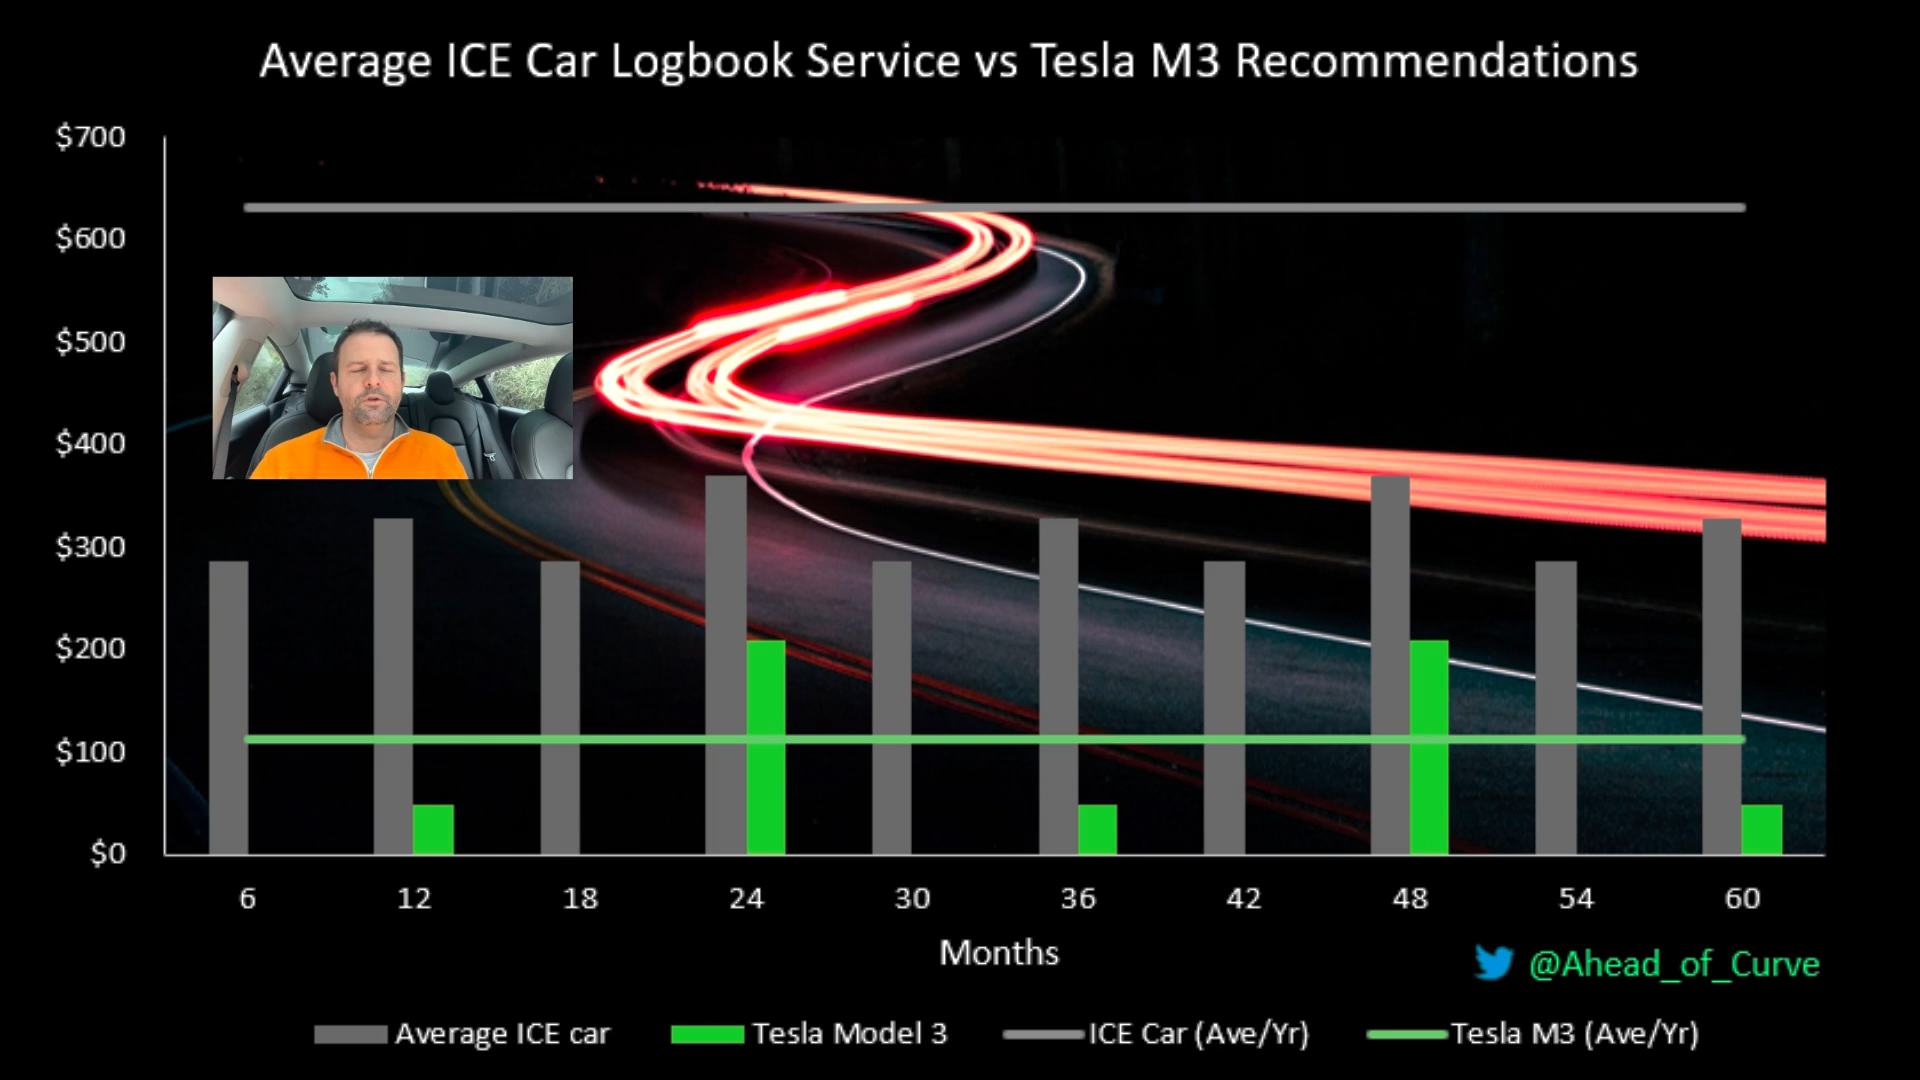 Average ICE Car Logbook Service vs Tesla M3 Recommendations
$700
$600
$500
$400
$300
$200
$100
$0
6 12 18 24 30 36 42 48 54 60
Months
@Ahead_of_Curve
Average ICE car Tesla Model 3 ICE Car (Ave/Yr) Tesla M3 (Ave/Yr)